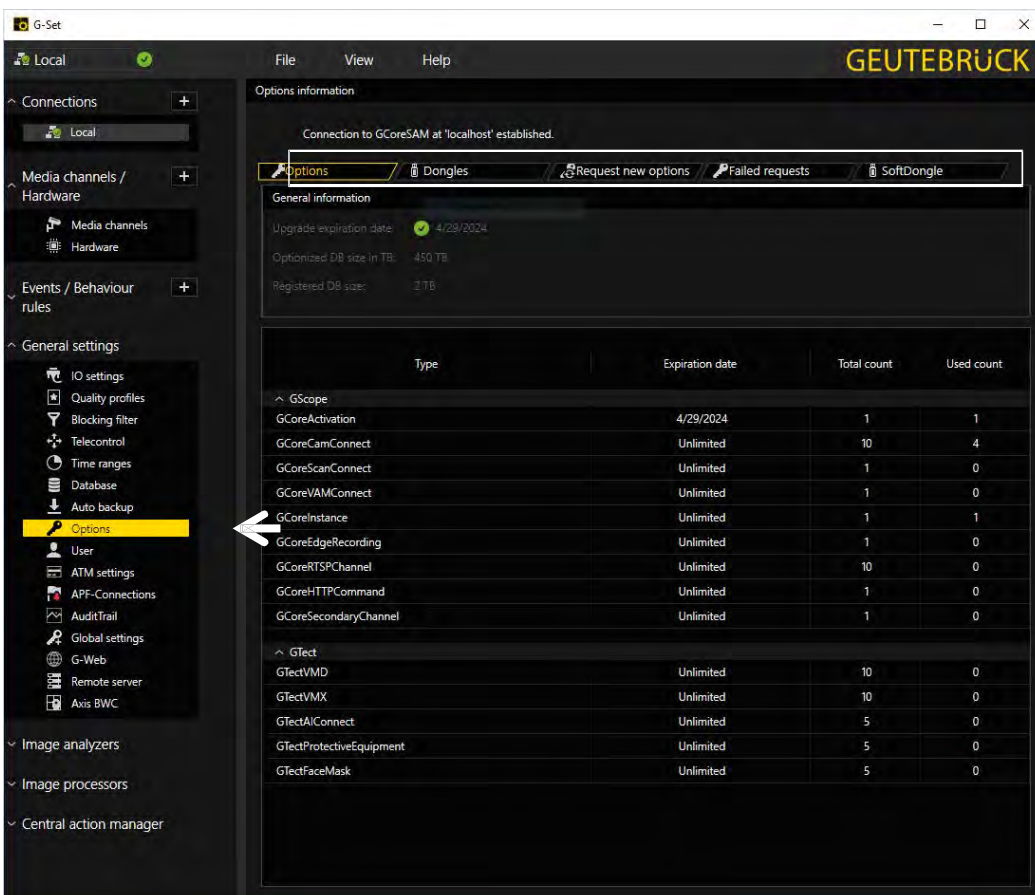 G-Set
Local
File View Help
GEUTEBRÜCK
Connections +
Local
Media channels / Hardware +
Media channels
Hardware
Events / Behaviour rules +
General settings
IO settings
Quality profiles
Blocking filter
Telecontrol
Time ranges
Database
Auto backup
Options
User
ATM settings
APF-Connections
AuditTrail
Global settings
G-Web
Remote server
Axis BWC
Image analyzers
Image processors
Central action manager
Options information
Connection to GCoreSAM at 'localhost' established.
Options Dongles Request new options Failed requests SoftDongle
General information
Upgrade expiration date: 4/29/2024
Optionized DB size in TB: 450 TB
Registered DB size: 2 TB
Type Expiration date Total count Used count
GScope
GCoreActivation 4/29/2024 1 1
GCoreCamConnect Unlimited 10 4
GCoreScanConnect Unlimited 1 0
GCoreVAMConnect Unlimited 1 0
GCoreInstance Unlimited 1 1
GCoreEdgeRecording Unlimited 1 0
GCoreRTSPChannel Unlimited 10 0
GCoreHTTPCommand Unlimited 1 0
GCoreSecondaryChannel Unlimited 1 0
GTect
GTectVMD Unlimited 10 0
GTectVMX Unlimited 10 0
GTectAIConnect Unlimited 5 0
GTectProtectiveEquipment Unlimited 5 0
GTectFaceMask Unlimited 5 0